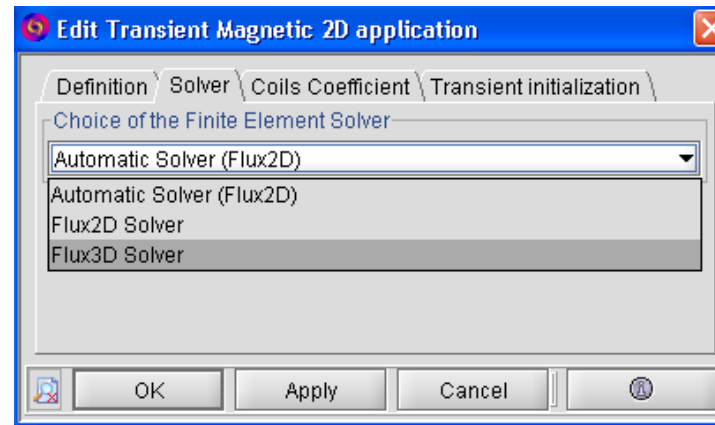 Edit Transient Magnetic 2D application
Definition Solver Coils Coefficient Transient initialization
Choice of the Finite Element Solver
Automatic Solver (Flux2D)
Automatic Solver (Flux2D)
Flux2D Solver
Flux3D Solver
OK Apply Cancel